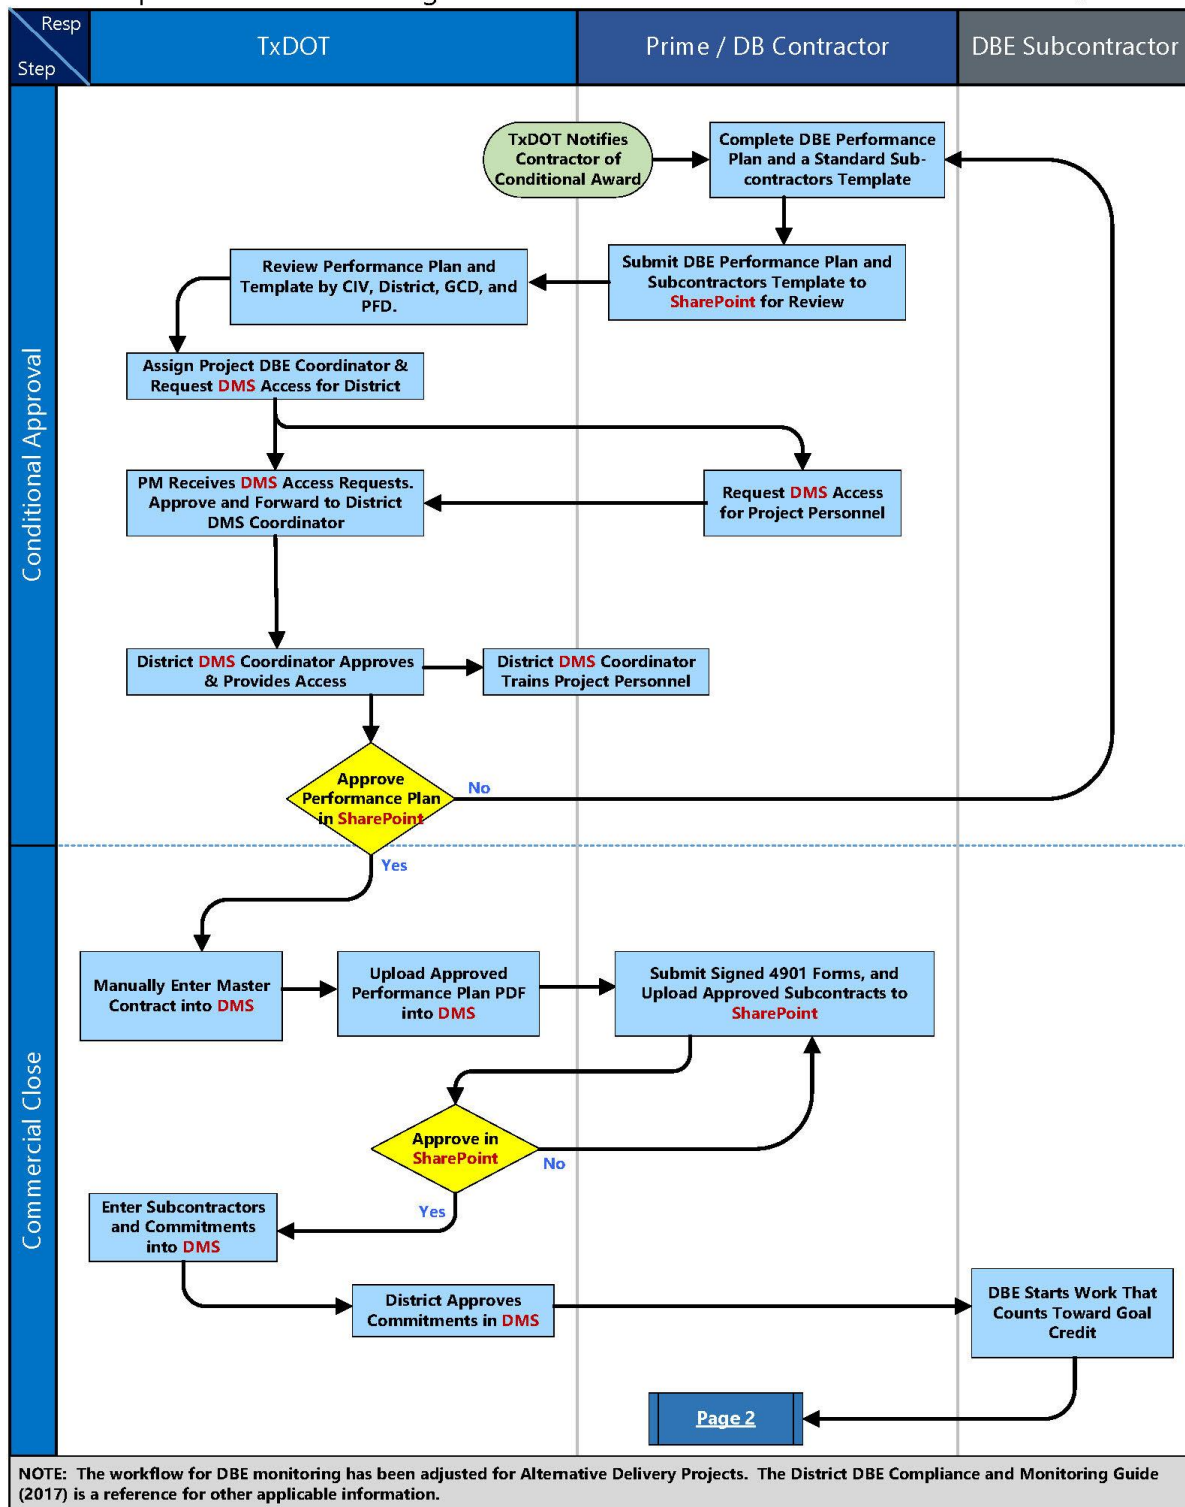 Resp
Step
TxDOT
Prime / DB Contractor
DBE Subcontractor
Conditional Approval
TxDOT Notifies
Contractor of
Conditional Award
Complete DBE Performance
Plan and a Standard Sub-
contractors Template
Review Performance Plan and
Template by CIV, District, GCD, and
PFD.
Submit DBE Performance Plan and
Subcontractors Template to
SharePoint for Review
Assign Project DBE Coordinator &
Request DMS Access for District
PM Receives DMS Access Requests.
Approve and Forward to District
DMS Coordinator
Request DMS Access
for Project Personnel
District DMS Coordinator Approves
& Provides Access
District DMS Coordinator
Trains Project Personnel
Approve
Performance Plan
in SharePoint
No
Yes
Commercial Close
Manually Enter Master
Contract into DMS
Upload Approved
Performance Plan PDF
into DMS
Submit Signed 4901 Forms, and
Upload Approved Subcontracts to
SharePoint
Approve in
SharePoint
No
Yes
Enter Subcontractors
and Commitments
into DMS
District Approves
Commitments in DMS
DBE Starts Work That
Counts Toward Goal
Credit
Page 2
NOTE: The workflow for DBE monitoring has been adjusted for Alternative Delivery Projects. The District DBE Compliance and Monitoring Guide
(2017) is a reference for other applicable information.